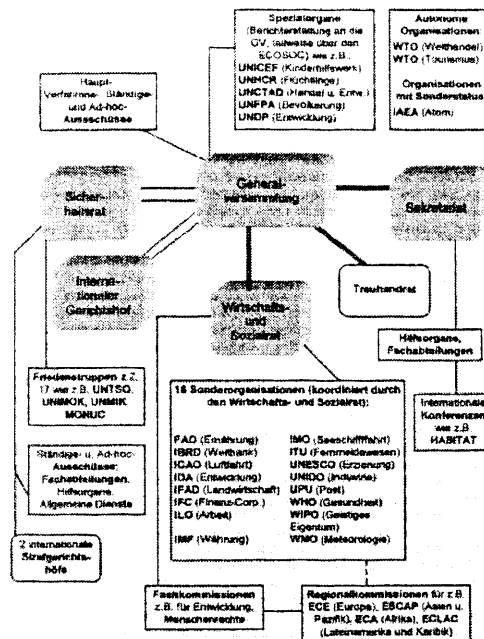 Spezialorgane
(Berichterstattung an die
GV, teilweise über den
ECOSOC) wie z.B.:
UNICEF (Kinderhilfswerk)
UNHCR (Flüchtlinge)
UNCTAD (Handel u. Entw.)
UNFPA (Bevölkerung)
UNDP (Entwicklung)
Autonome
Organisationen:
WTO (Welthandel)
WTO (Tourismus)
Organisationen
mit Sonderstatus
IAEA (Atom)
Haupt-
Verfahrens- Ständige-
und Ad-hoc-
Ausschüsse
General-
versammlung
Sicher-
heitsrat
Sekretariat
Interna-
tionaler
Gerichtshof
Wirtschafts-
und
Sozialrat
Treuhandrat
Hilfsorgane,
Fachabteilungen
Internationale
Konferenzen
wie z.B.
HABITAT
Friedenstruppen z.Z.
17 wie z.B. UNTSO,
UNIMOK, UNMIK
MONUC
Ständige- u. Ad-hoc-
Ausschüsse;
Fachabteilungen,
Hilfsorgane,
Allgemeine Dienste
2 internationale
Strafgerichts-
höfe
16 Sonderorganisationen (koordiniert durch
den Wirtschafts- und Sozialrat):
FAO (Ernährung)
IBRD (Weltbank)
ICAO (Luftfahrt)
IDA (Entwicklung)
IFAD (Landwirtschaft)
IFC (Finanz-Corp.)
ILO (Arbeit)
IMF (Währung)
IMO (Seeschifffahrt)
ITU (Fernmeldewesen)
UNESCO (Erziehung)
UNIDO (Industrie)
UPU (Post)
WHO (Gesundheit)
WIPO (Geistiges
Eigentum)
WMO (Meteorologie)
Fachkommissionen
z.B. für Entwicklung,
Menschenrechte
Regionalkommissionen für z.B.
ECE (Europa), ESCAP (Asien u.
Pazifik), ECA (Afrika), ECLAC
(Lateinamerika und Karibik)